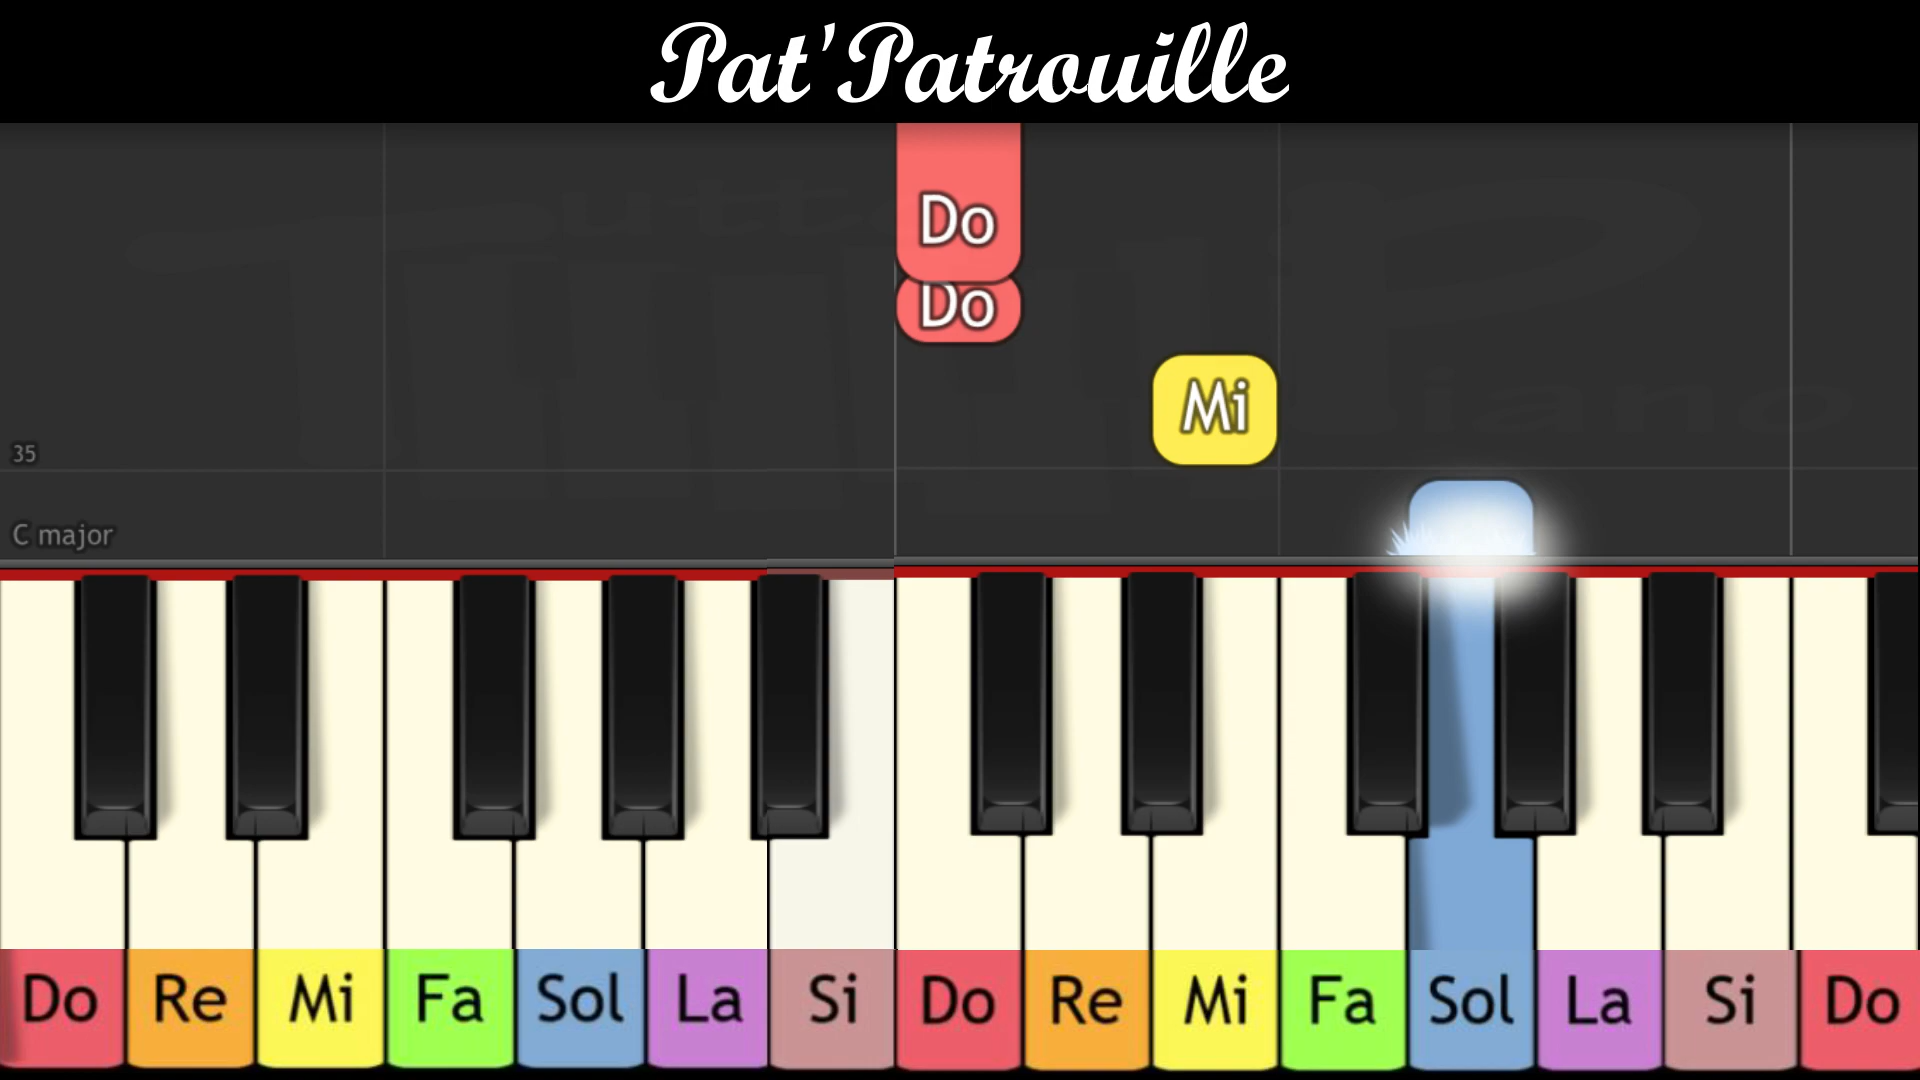 Pat'Patrouille
Do
Do
Mi
35
C major
Do Re Mi Fa Sol La Si Do Re Mi Fa Sol La Si Do